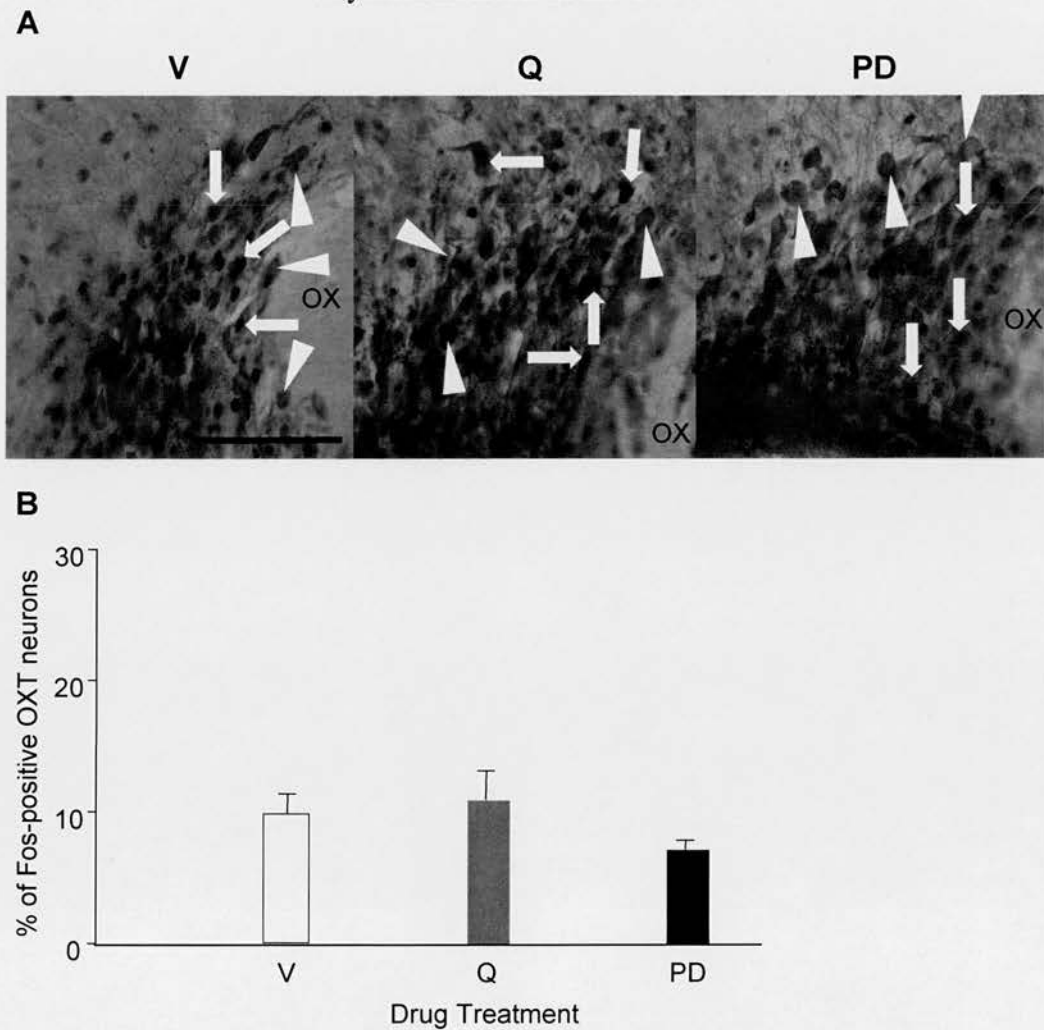 A
V Q PD
OX OX OX
B
% of Fos-positive OXT neurons
30
20
10
0
V Q PD
Drug Treatment